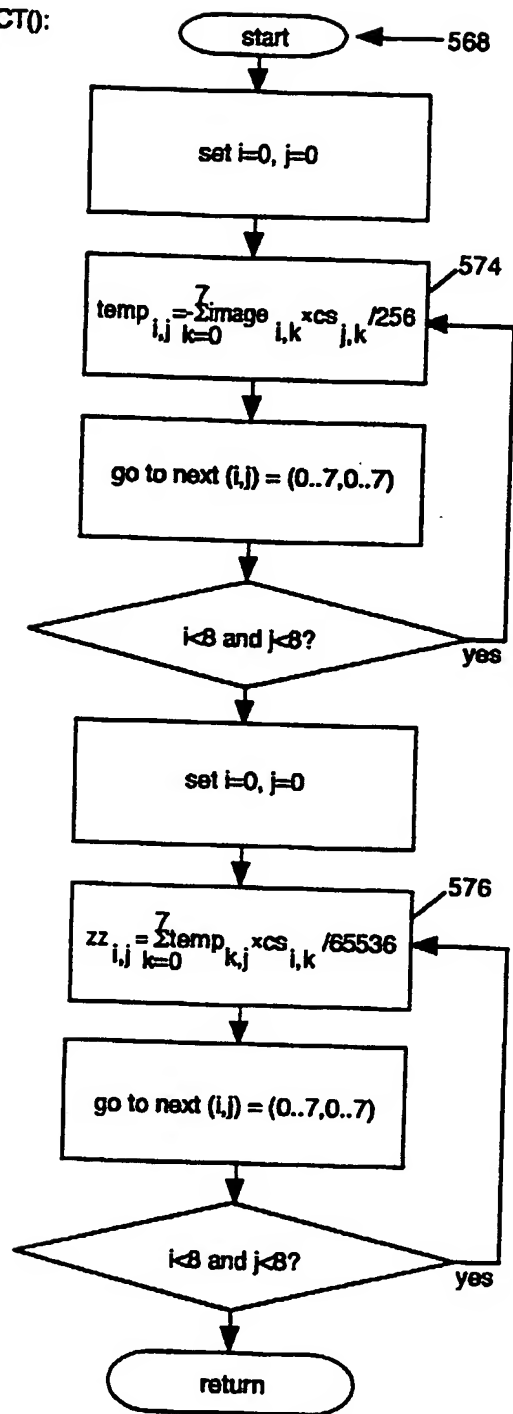 CT():
start
568
set i=0, j=0
574
temp i,j = Σ k=0 7 image i,k ×cs j,k /256
go to next (i,j) = (0..7,0..7)
i<8 and j<8?
yes
set i=0, j=0
576
zz i,j = Σ k=0 7 temp k,j ×cs i,k /65536
go to next (i,j) = (0..7,0..7)
i<8 and j<8?
yes
return